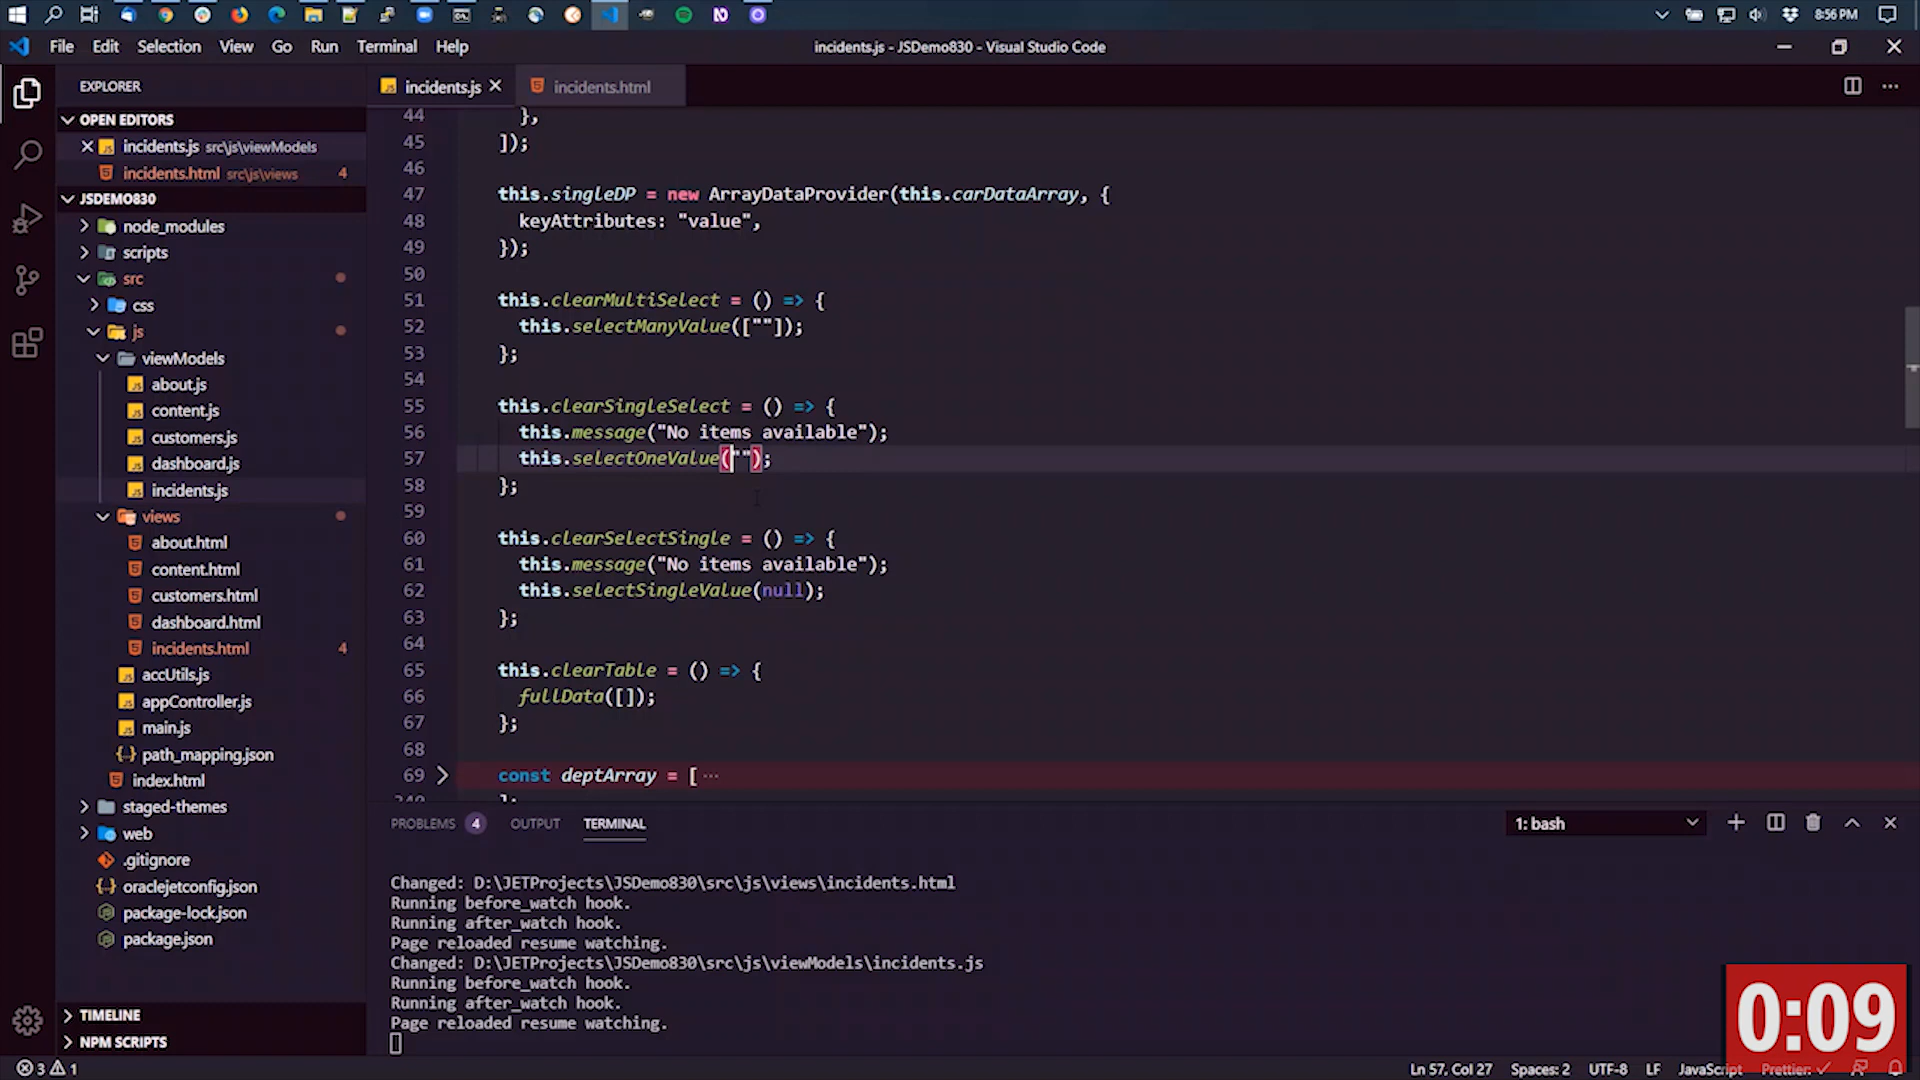 8:56 PM
File Edit Selection View Go Run Terminal Help
incidents.js - JSDemo830 - Visual Studio Code
EXPLORER
OPEN EDITORS
incidents.js src\js\viewModels
incidents.html src\js\views 4
JSDEMO830
node_modules
scripts
src
css
js
viewModels
about.js
content.js
customers.js
dashboard.js
incidents.js
views
about.html
content.html
customers.html
dashboard.html
incidents.html 4
accUtils.js
appController.js
main.js
path_mapping.json
index.html
staged-themes
web
.gitignore
oraclejetconfig.json
package-lock.json
package.json
TIMELINE
NPM SCRIPTS
incidents.js
incidents.html
44 },
45 ]);
46
47 this.singleDP = new ArrayDataProvider(this.carDataArray, {
48 keyAttributes: "value",
49 });
50
51 this.clearMultiSelect = () => {
52 this.selectManyValue([""]);
53 };
54
55 this.clearSingleSelect = () => {
56 this.message("No items available");
57 this.selectOneValue("");
58 };
59
60 this.clearSelectSingle = () => {
61 this.message("No items available");
62 this.selectSingleValue(null);
63 };
64
65 this.clearTable = () => {
66 fullData([]);
67 };
68
69 const deptArray = [ ...
PROBLEMS 4 OUTPUT TERMINAL
1: bash
Changed: D:\JETProjects\JSDemo830\src\js\views\incidents.html
Running before_watch hook.
Running after_watch hook.
Page reloaded resume watching.
Changed: D:\JETProjects\JSDemo830\src\js\viewModels\incidents.js
Running before_watch hook.
Running after_watch hook.
Page reloaded resume watching.
0:09
3 1
Ln 57, Col 27 Spaces: 2 UTF-8 LF JavaScript Prettier: ✓